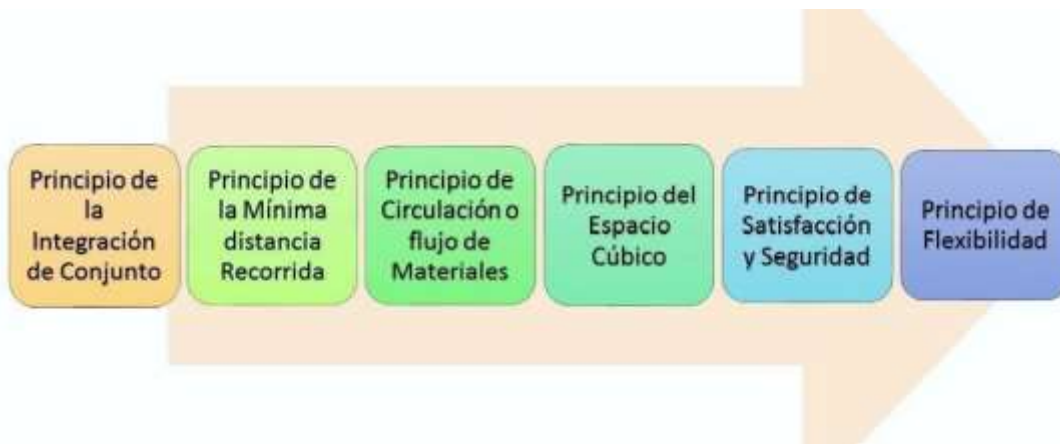 Principio de
la
Integración
de Conjunto
Principio de
la Mínima
distancia
Recorrida
Principio de
Circulación o
flujo de
Materiales
Principio del
Espacio
Cúbico
Principio de
Satisfacción
y Seguridad
Principio de
Flexibilidad